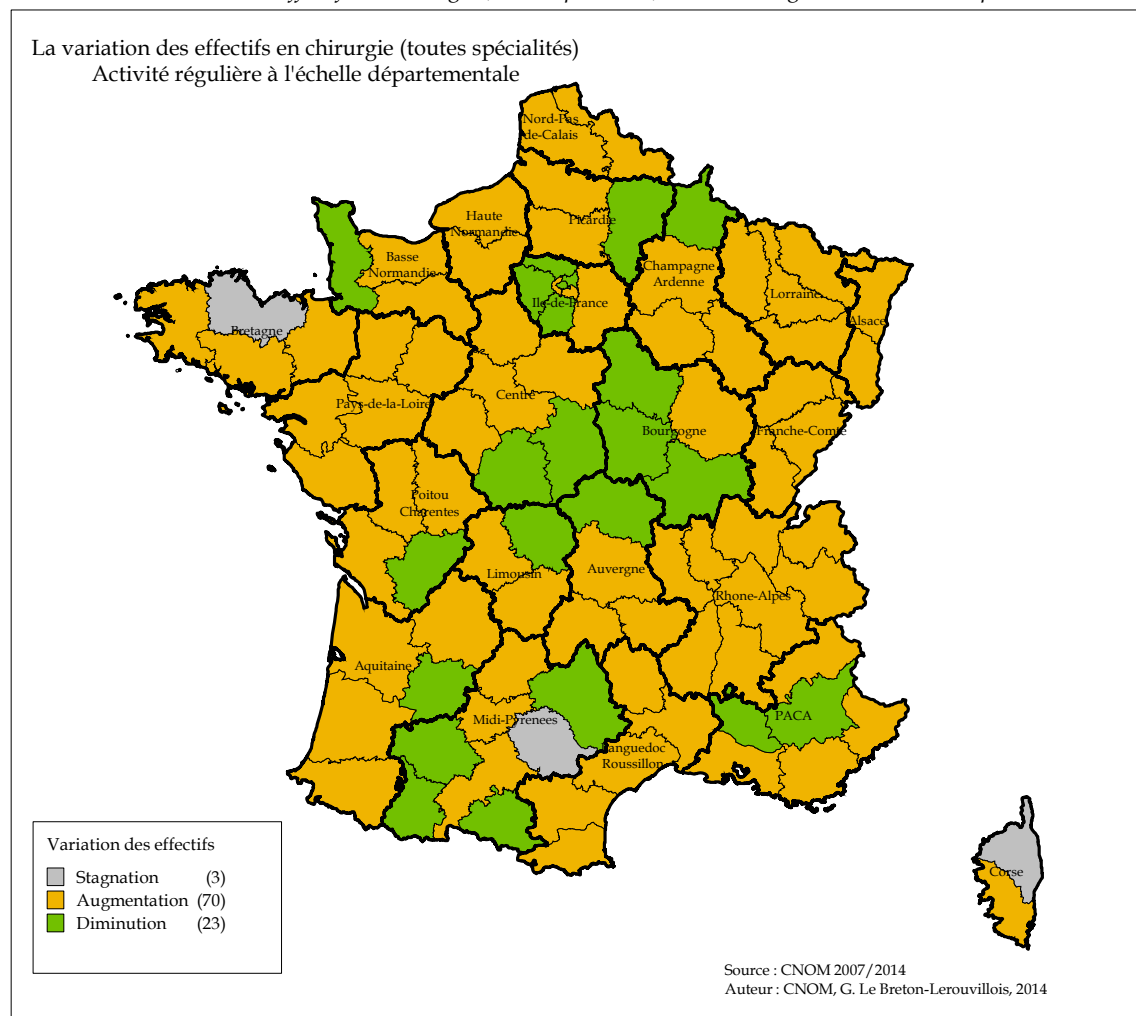 La variation des effectifs en chirurgie (toutes spécialités)
Activité régulière à l'échelle départementale
Nord-Pas
de-Calais
Picardie
Haute
Normandie
Basse
Normandie
Champagne
Ardenne
Lorraine
Alsace
Ile-de-France
Bretagne
Pays-de-la-Loire
Centre
Bourgogne
Franche-Comte
Poitou
Charentes
Limousin
Auvergne
Rhone-Alpes
Aquitaine
Midi-Pyrenees
Languedoc
Roussillon
PACA
Corse
Variation des effectifs
Stagnation (3)
Augmentation (70)
Diminution (23)
Source : CNOM 2007/2014
Auteur : CNOM, G. Le Breton-Lerouvillois, 2014